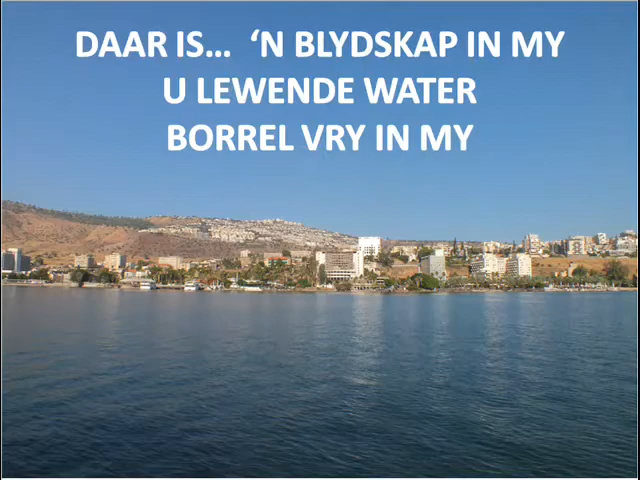 DAAR IS... ‘N BLYDSKAP IN MY
U LEWENDE WATER
BORREL VRY IN MY